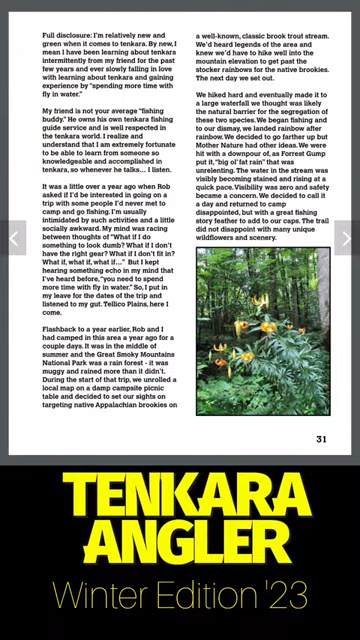 Full disclosure: I'm relatively new and
green when it comes to tenkara. By new, I
mean I have been learning about tenkara
intermittently from my friend for the past
few years and ever slowly falling in love
with learning about tenkara and gaining
experience by "spending more time with
fly in water."
My friend is not your average "fishing
buddy." He owns his own tenkara fishing
guide service and is well respected in
the tenkara world. I realize and
understand that I am extremely fortunate
to be able to learn from someone so
knowledgeable and accomplished in
tenkara, so whenever he talks... I listen.
It was a little over a year ago when Rob
asked if I'd be interested in going on a
trip with some people I'd never met to
camp and go fishing. I'm usually
intimidated by such activities and a little
socially awkward. My mind was racing
between thoughts of "What if I do
something to look dumb? What if I don't
have the right gear? What if I don't fit in?
What if, what if, what if..." But I kept
hearing something echo in my mind that
I've heard before, "you need to spend
more time with fly in water." So, I put in
my leave for the dates of the trip and
listened to my gut. Tellico Plains, here I
come.
Flashback to a year earlier, Rob and I
had camped in this area a year ago for a
couple days. It was in the middle of
summer and the Great Smoky Mountains
National Park was a rain forest - it was
muggy and rained more than it didn't.
During the start of that trip, we unrolled a
local map on a damp campsite picnic
table and decided to set our sights on
targeting native Appalachian brookies on
a well-known, classic brook trout stream.
We'd heard legends of the area and
knew we'd have to hike well into the
mountain elevation to get past the
stocker rainbows for the native brookies.
The next day we set out.
We hiked hard and eventually made it to
a large waterfall we thought was likely
the natural barrier for the segregation of
these two species. We began fishing and
to our dismay, we landed rainbow after
rainbow. We decided to go farther up but
Mother Nature had other ideas. We were
hit with a downpour of, as Forrest Gump
put it, "big ol' fat rain" that was
unrelenting. The water in the stream was
visibly becoming stained and rising at a
quick pace. Visibility was zero and safety
became a concern. We decided to call it
a day and returned to camp
disappointed, but with a great fishing
story feather to add to our caps. The trail
did not disappoint with many unique
wildflowers and scenery.
31
TENKARA
ANGLER
Winter Edition '23